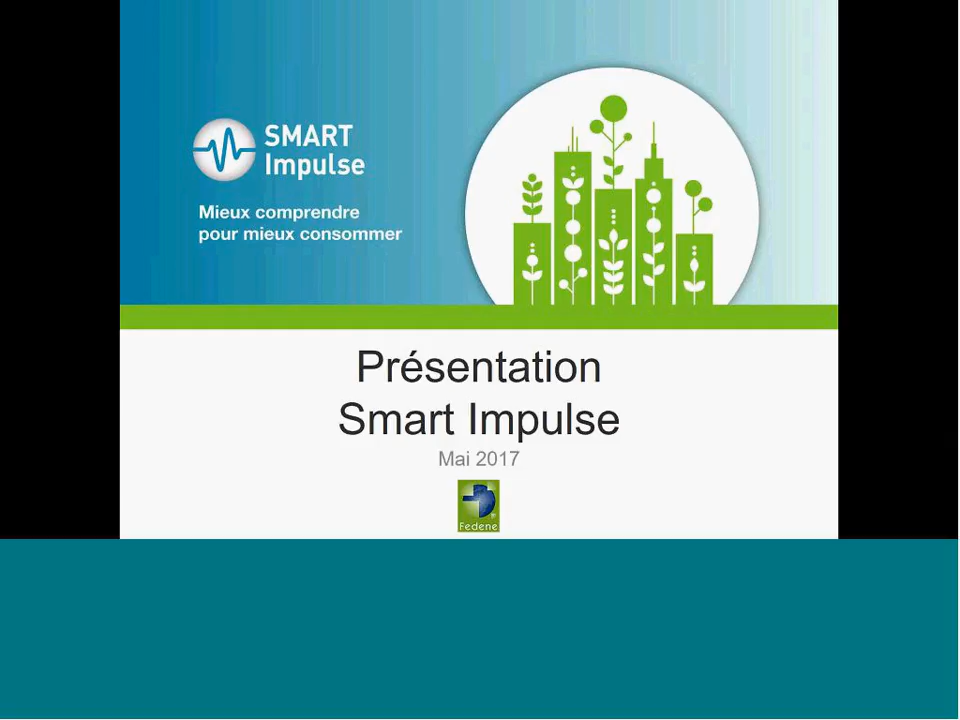 SMART
Impulse
Mieux comprendre
pour mieux consommer
Présentation
Smart Impulse
Mai 2017
Fedene